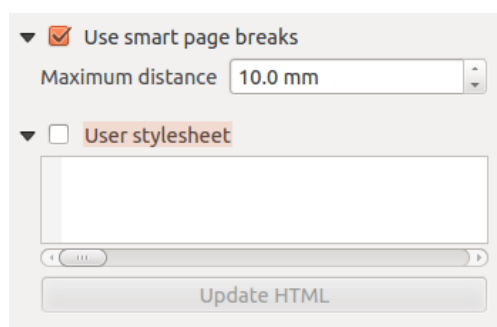 Use smart page breaks
Maximum distance 10.0 mm
User stylesheet
Update HTML